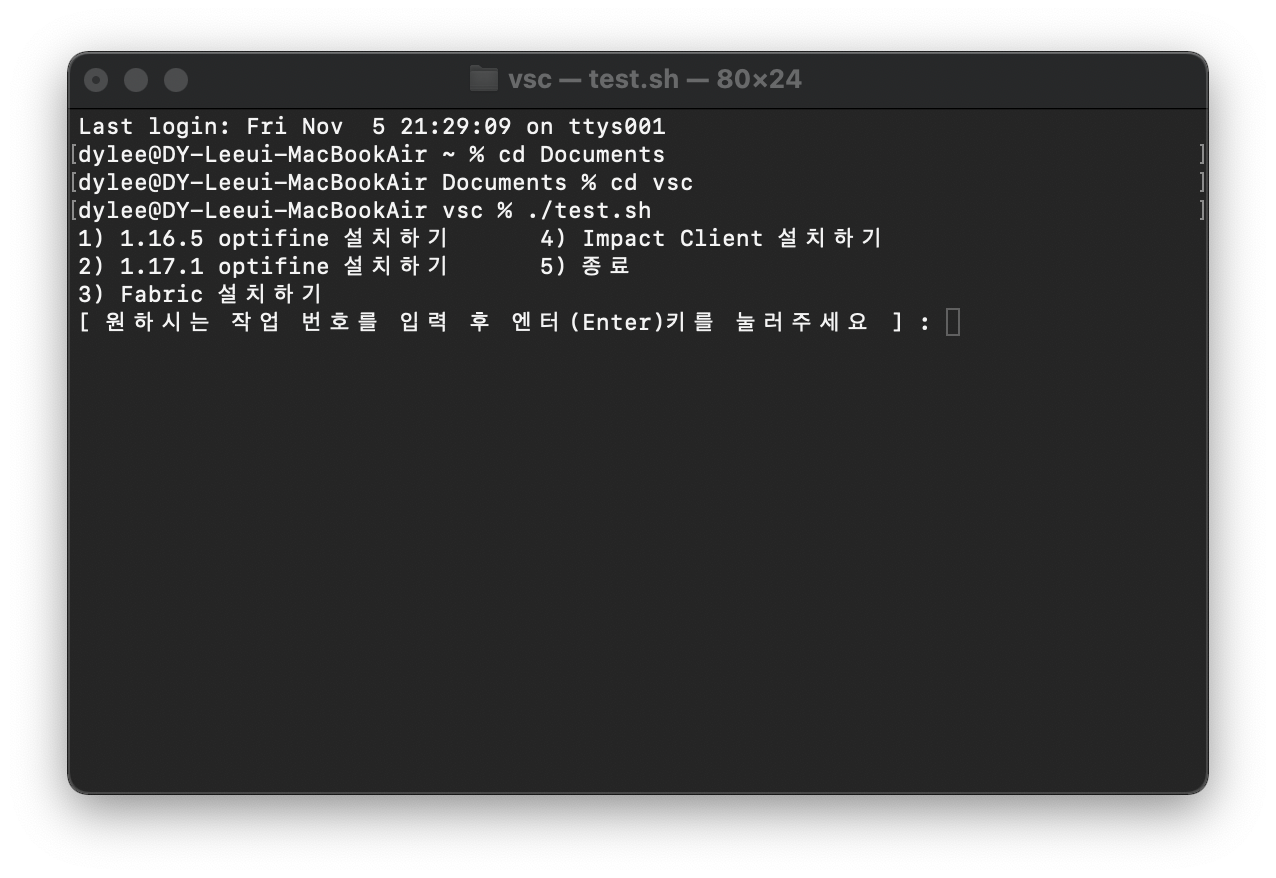 vsc — test.sh — 80×24
Last login: Fri Nov  5 21:29:09 on ttys001
[dylee@DY-Leeui-MacBookAir ~ % cd Documents ]
[dylee@DY-Leeui-MacBookAir Documents % cd vsc ]
[dylee@DY-Leeui-MacBookAir vsc % ./test.sh ]
1) 1.16.5 optifine 설치하기      4) Impact Client 설치하기
2) 1.17.1 optifine 설치하기      5) 종료
3) Fabric 설치하기
[ 원하시는 작업 번호를 입력 후 엔터(Enter)키를 눌러주세요 ] :